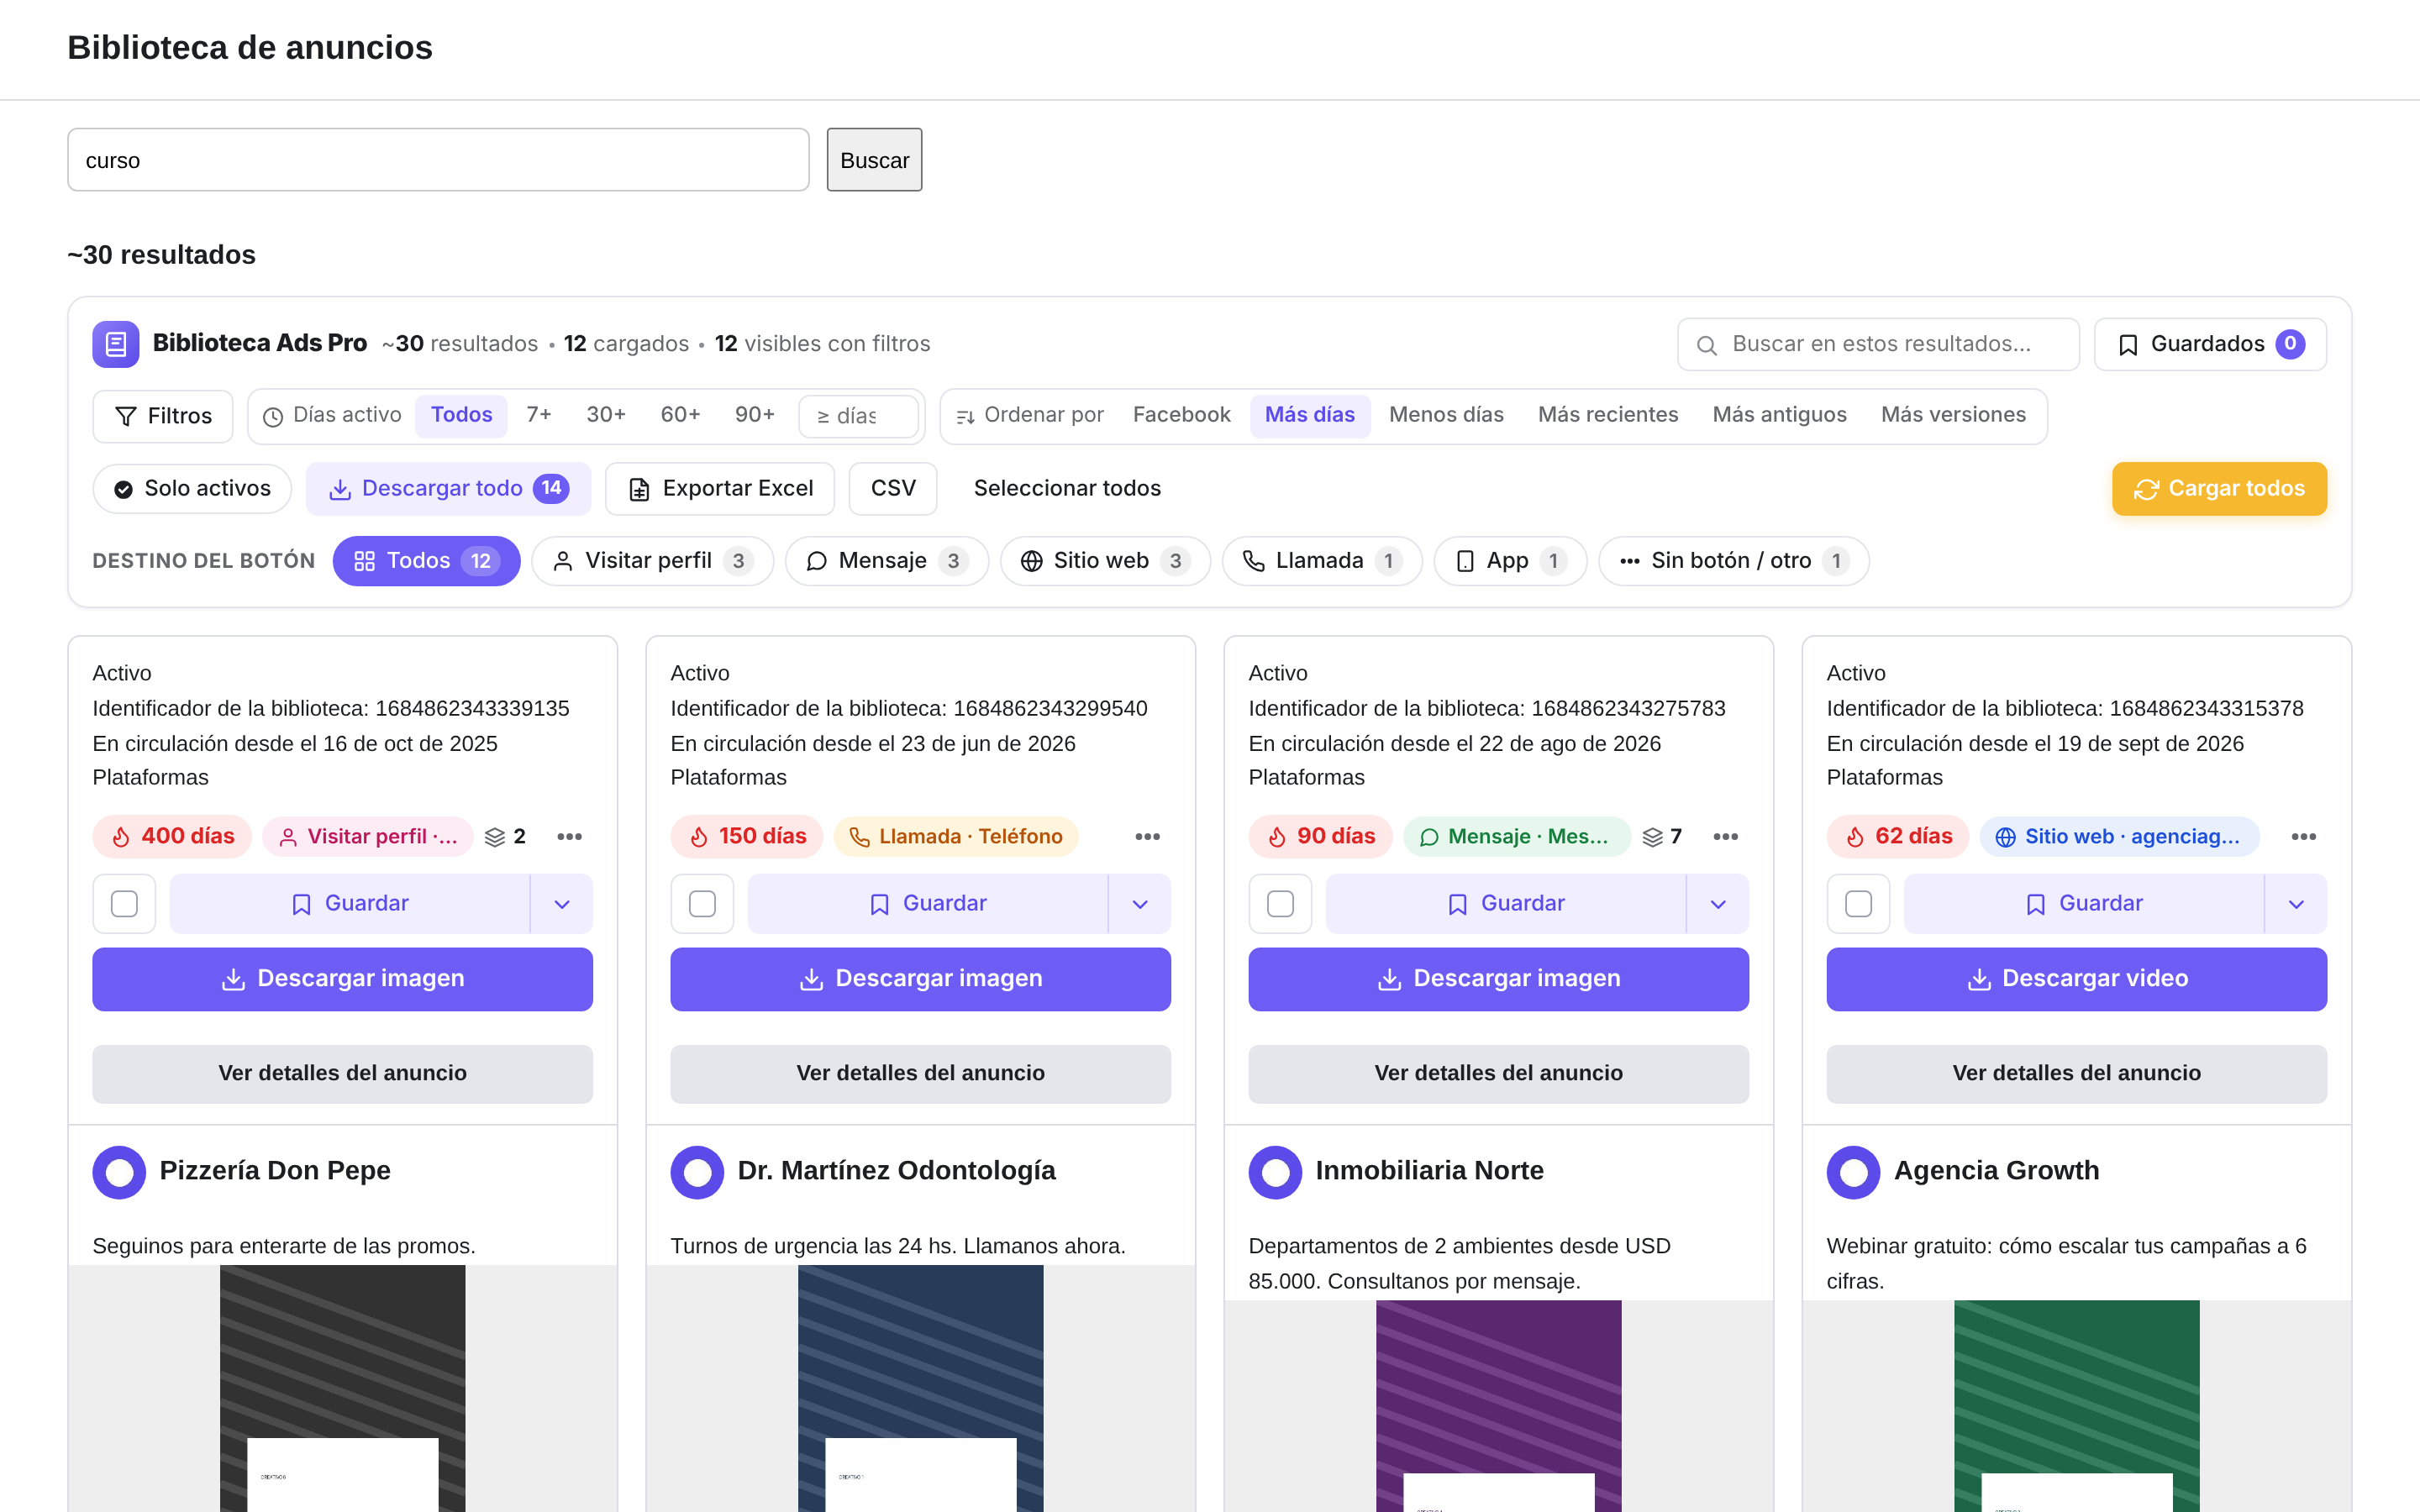 Biblioteca de anuncios
curso
Buscar
~30 resultados
Biblioteca Ads Pro ~30 resultados • 12 cargados • 12 visibles con filtros
Buscar en estos resultados...
Guardados 0
Filtros
Días activo Todos 7+ 30+ 60+ 90+ ≥ días
Ordenar por Facebook Más días Menos días Más recientes Más antiguos Más versiones
Solo activos
Descargar todo 14
Exportar Excel
CSV
Seleccionar todos
Cargar todos
DESTINO DEL BOTÓN Todos 12 Visitar perfil 3 Mensaje 3 Sitio web 3 Llamada 1 App 1 Sin botón / otro 1
Activo
Identificador de la biblioteca: 1684862343339135
En circulación desde el 16 de oct de 2025
Plataformas
400 días Visitar perfil ·... 2
Guardar
Descargar imagen
Ver detalles del anuncio
Pizzería Don Pepe
Seguinos para enterarte de las promos.
CREATIVO 6
Activo
Identificador de la biblioteca: 1684862343299540
En circulación desde el 23 de jun de 2026
Plataformas
150 días Llamada · Teléfono
Guardar
Descargar imagen
Ver detalles del anuncio
Dr. Martínez Odontología
Turnos de urgencia las 24 hs. Llamanos ahora.
CREATIVO 1
Activo
Identificador de la biblioteca: 1684862343275783
En circulación desde el 22 de ago de 2026
Plataformas
90 días Mensaje · Mes... 7
Guardar
Descargar imagen
Ver detalles del anuncio
Inmobiliaria Norte
Departamentos de 2 ambientes desde USD
85.000. Consultanos por mensaje.
Activo
Identificador de la biblioteca: 1684862343315378
En circulación desde el 19 de sept de 2026
Plataformas
62 días Sitio web · agenciag...
Guardar
Descargar video
Ver detalles del anuncio
Agencia Growth
Webinar gratuito: cómo escalar tus campañas a 6
cifras.